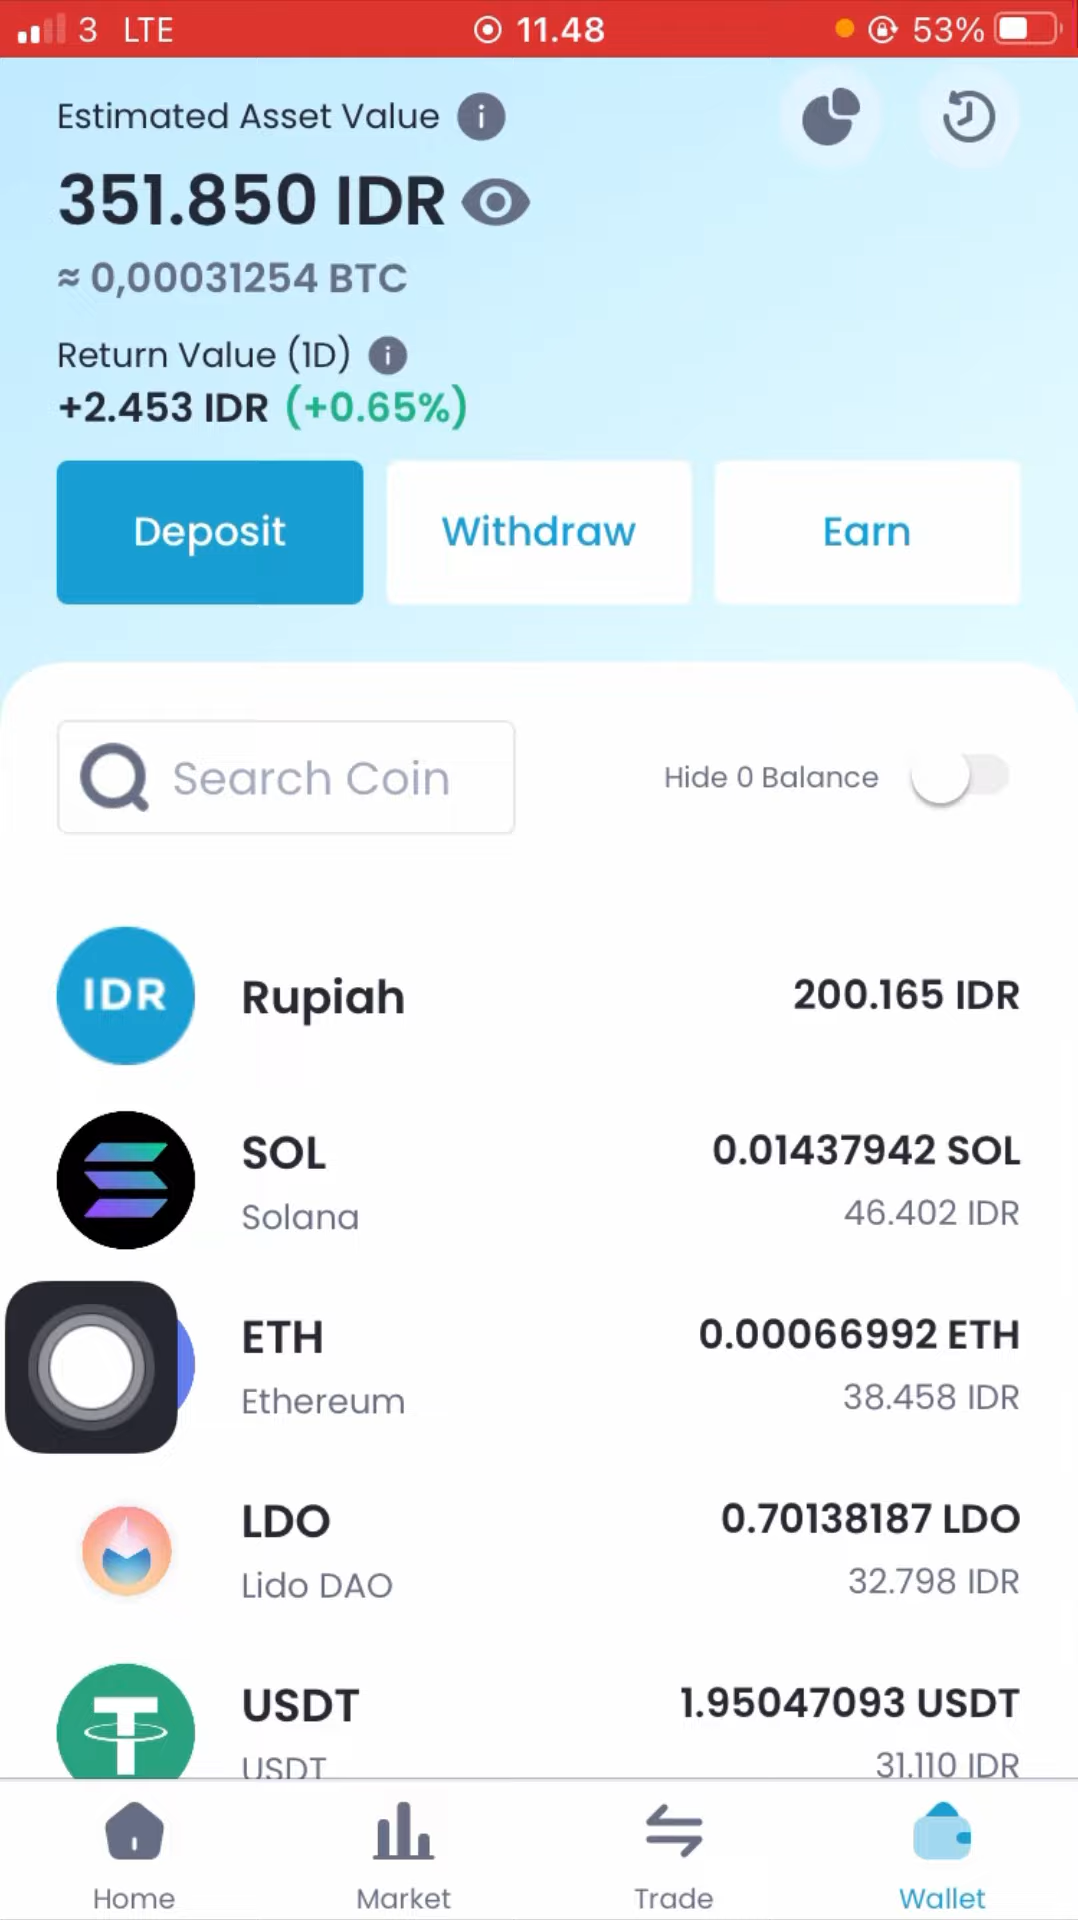 3 LTE 11.48 53%
Estimated Asset Value i
351.850 IDR
≈ 0,00031254 BTC
Return Value (1D) i
+2.453 IDR (+0.65%)
Deposit Withdraw Earn
Search Coin Hide 0 Balance
IDR Rupiah 200.165 IDR
SOL 0.01437942 SOL
Solana 46.402 IDR
ETH 0.00066992 ETH
Ethereum 38.458 IDR
LDO 0.70138187 LDO
Lido DAO 32.798 IDR
USDT 1.95047093 USDT
USDT 31.110 IDR
Home Market Trade Wallet